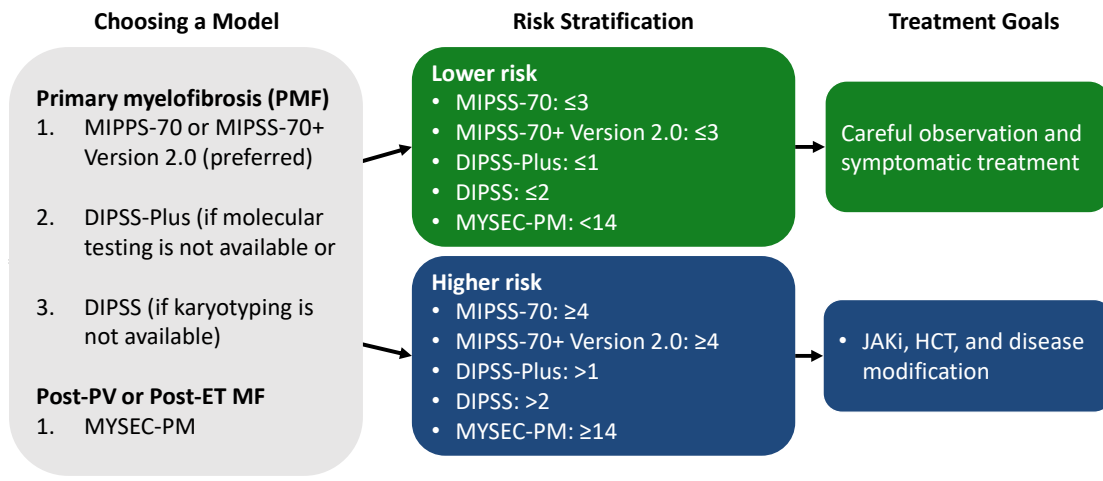 Choosing a Model
Risk Stratification
Treatment Goals
Primary myelofibrosis (PMF)
1. MIPPS-70 or MIPSS-70+
Version 2.0 (preferred)
2. DIPSS-Plus (if molecular
testing is not available or
3. DIPSS (if karyotyping is
not available)
Post-PV or Post-ET MF
1. MYSEC-PM
Lower risk
• MIPSS-70: ≤3
• MIPSS-70+ Version 2.0: ≤3
• DIPSS-Plus: ≤1
• DIPSS: ≤2
• MYSEC-PM: <14
Higher risk
• MIPSS-70: ≥4
• MIPSS-70+ Version 2.0: ≥4
• DIPSS-Plus: >1
• DIPSS: >2
• MYSEC-PM: ≥14
Careful observation and
symptomatic treatment
• JAKi, HCT, and disease
modification